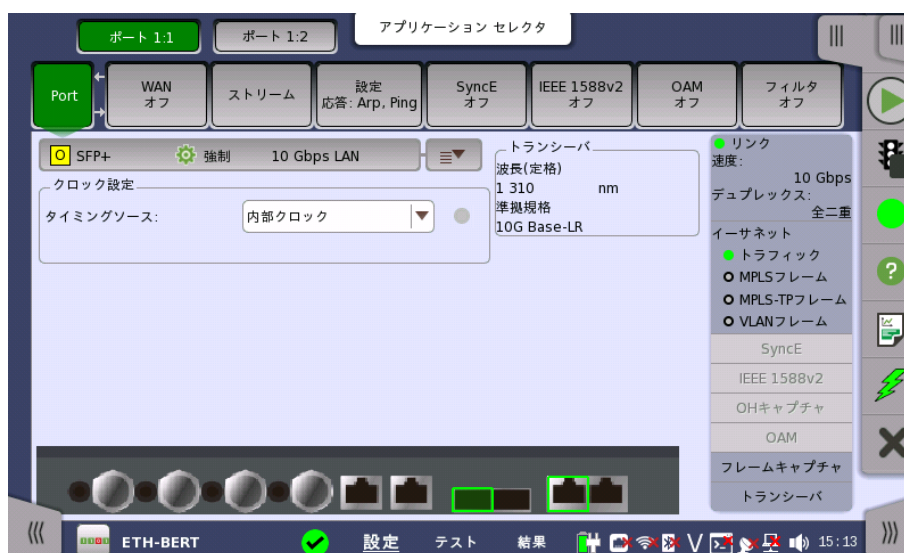 アプリケーション セレクタ
ポート 1:1
ポート 1:2
Port
WAN
オフ
ストリーム
設定
応答: Arp, Ping
SyncE
オフ
IEEE 1588v2
オフ
OAM
オフ
フィルタ
オフ
O SFP+ 強制 10 Gbps LAN
クロック設定
タイミングソース: 内部クロック
トランシーバ
波長(定格)
1 310 nm
準拠規格
10G Base-LR
リンク
速度:
10 Gbps
デュプレックス:
全二重
イーサネット
トラフィック
MPLSフレーム
MPLS-TPフレーム
VLANフレーム
SyncE
IEEE 1588v2
OHキャプチャ
OAM
フレームキャプチャ
トランシーバ
ETH-BERT
設定
テスト
結果
V
15:13